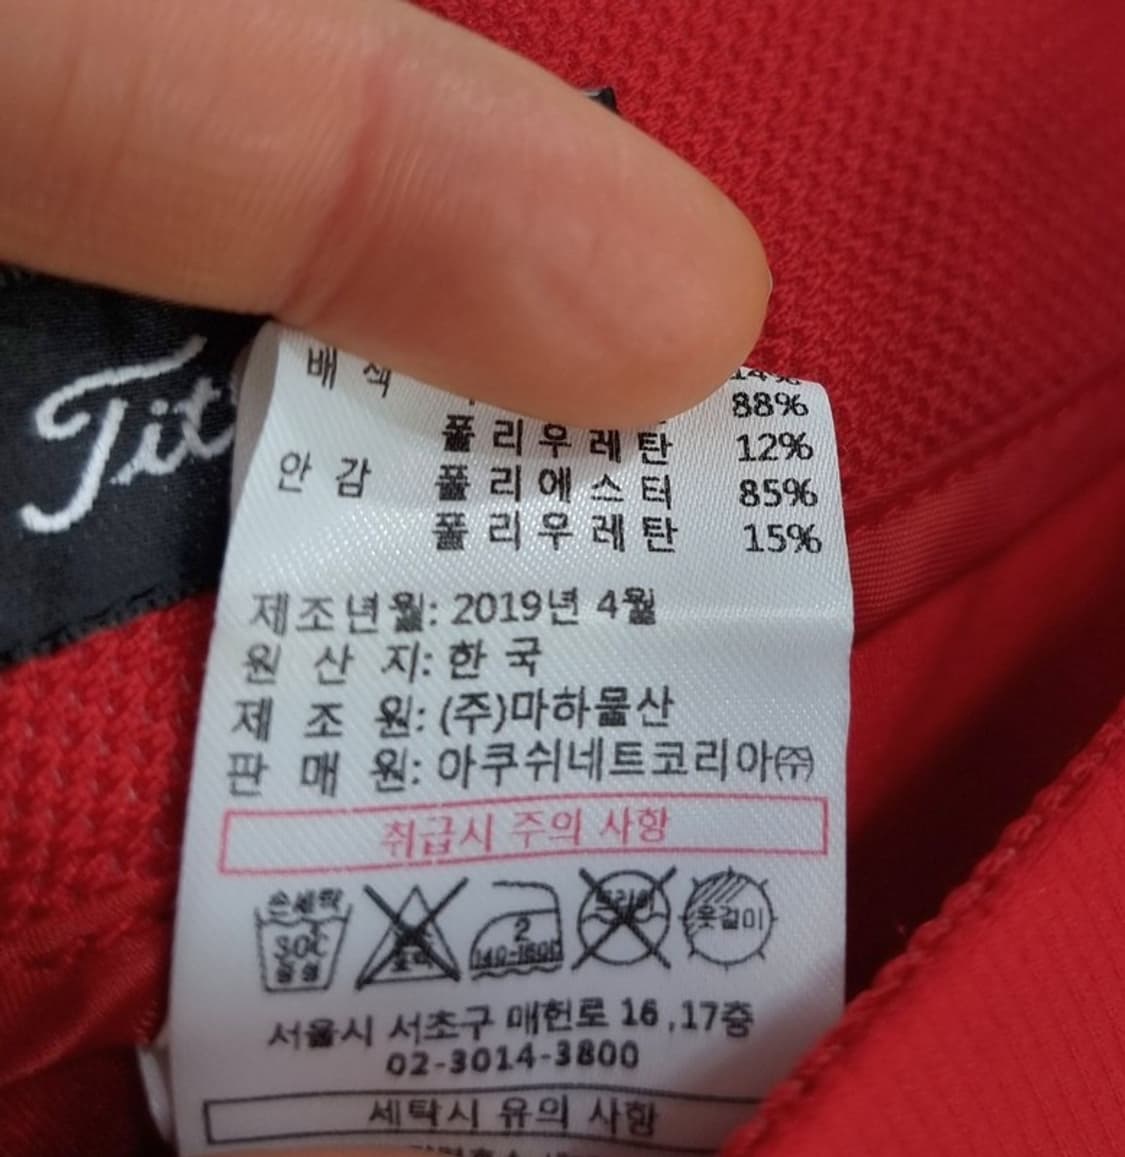 Tit
배 색
14%
88%
폴리우레탄 12%
안 감 폴리에스터 85%
폴리우레탄 15%
제조년월: 2019년 4월
원 산 지: 한 국
제 조 원: (주)마하물산
판 매 원: 아쿠쉬네트코리아㈜
취급시 주의 사항
손세탁 30℃ 중성
2 140-160℃
드라이
옷걸이
서울시 서초구 매헌로 16,17층
02-3014-3800
세탁시 유의 사항